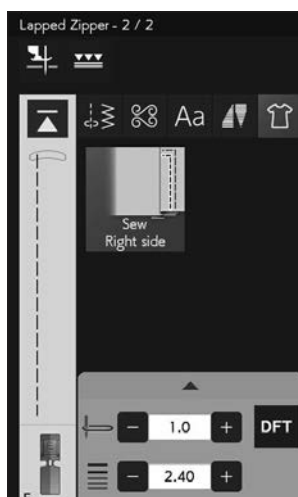 Lapped Zipper - 2 / 2
Aa
Sew
Right side
- 1.0 + DFT
- 2.40 +